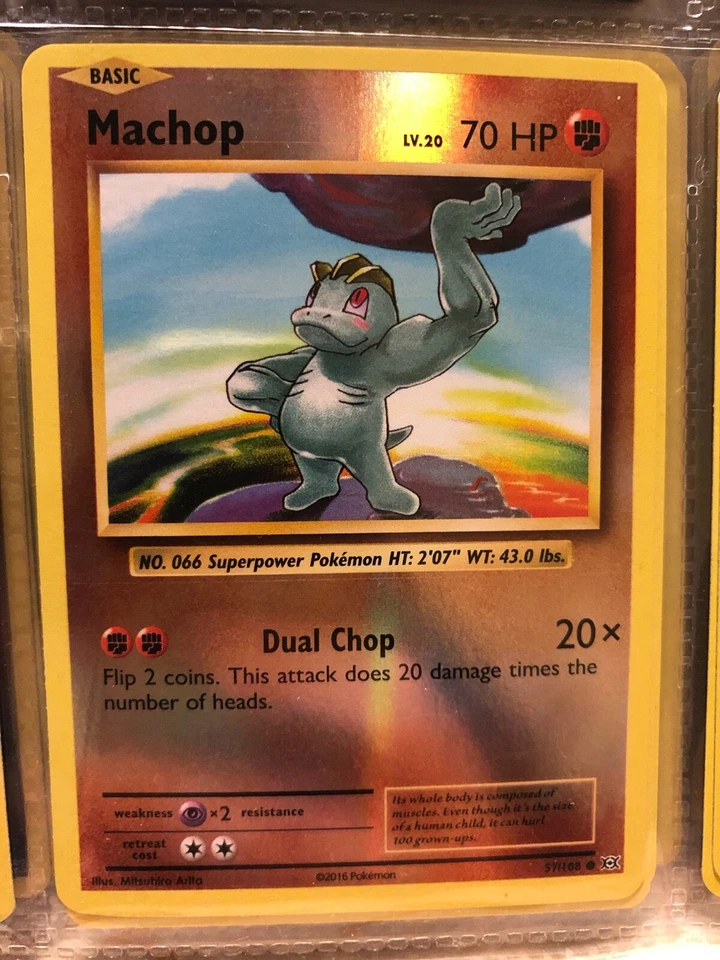 BASIC
Machop LV.20 70 HP
NO. 066 Superpower Pokémon HT: 2'07" WT: 43.0 lbs.
Dual Chop 20×
Flip 2 coins. This attack does 20 damage times the
number of heads.
weakness ×2 resistance
retreat
cost
Its whole body is composed of
muscles. Even though it's the size
of a human child, it can hurl
100 grown-ups.
57/108
Illus. Mitsuhiro Arita ©2016 Pokémon